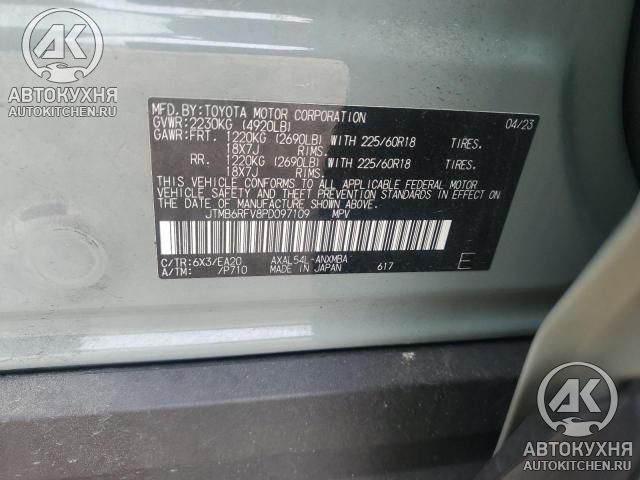 AK
АВТОКУХНЯ
AUTOKITCHEN.RU
MFD.BY:TOYOTA MOTOR CORPORATION 04/23
GVWR:2230KG (4920LB)
GAWR:FRT. 1220KG (2690LB) WITH 225/60R18 TIRES.
18X7J RIMS.
RR. 1220KG (2690LB) WITH 225/60R18 TIRES.
18X7J RIMS.
THIS VEHICLE CONFORMS TO ALL APPLICABLE FEDERAL MOTOR
VEHICLE SAFETY AND THEFT PREVENTION STANDARDS IN EFFECT ON
THE DATE OF MANUFACTURE SHOWN ABOVE.
JTMB6RFV8PD097109 MPV
C/TR:6X3/EA20 AXAL54L-ANXMBA
A/TM: /P710 MADE IN JAPAN 617 E
AK
АВТОКУХНЯ
AUTOKITCHEN.RU